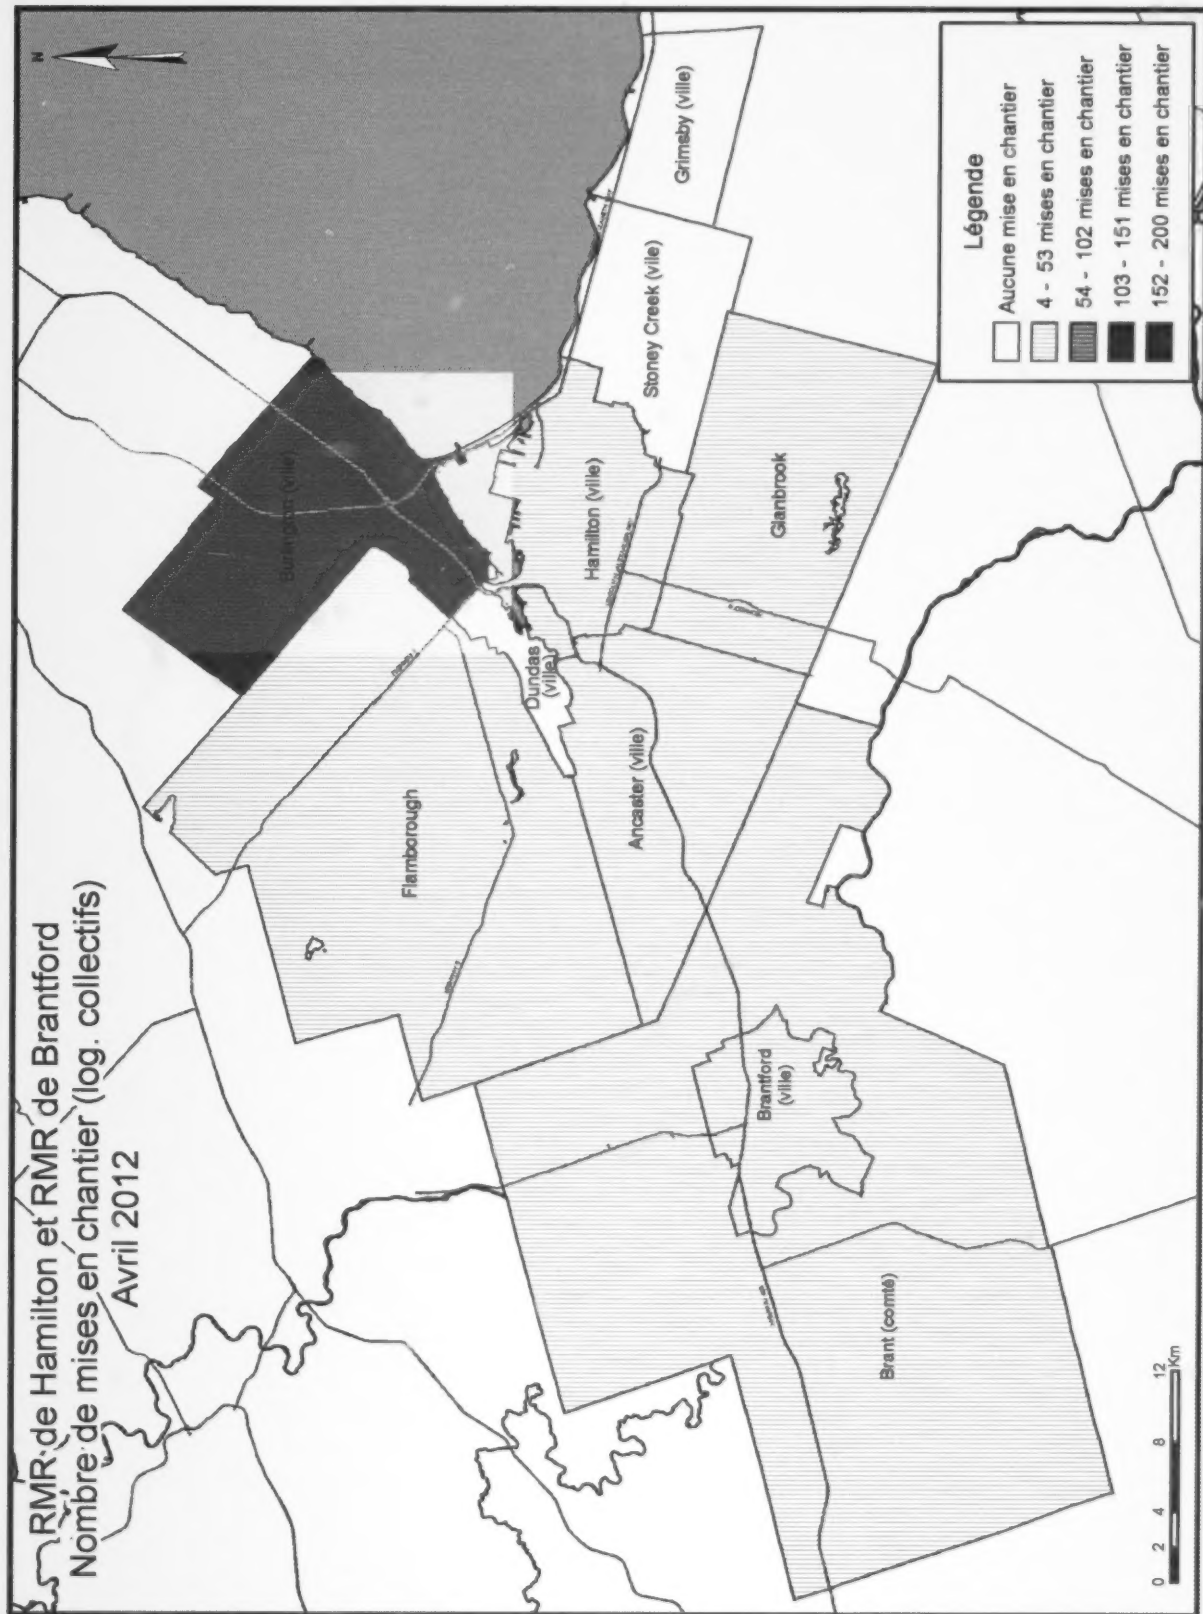 RMR de Hamilton et RMR de Brantford
Nombre de mises en chantier (log. collectifs)
Avril 2012
N
Burlington (ville)
Flamborough
Dundas
(ville)
Hamilton (ville)
Stoney Creek (ville)
Grimsby (ville)
Ancaster (ville)
Glanbrook
Brantford
(ville)
Brant (comté)
Légende
Aucune mise en chantier
4 - 53 mises en chantier
54 - 102 mises en chantier
103 - 151 mises en chantier
152 - 200 mises en chantier
0 2 4 8 12
Km